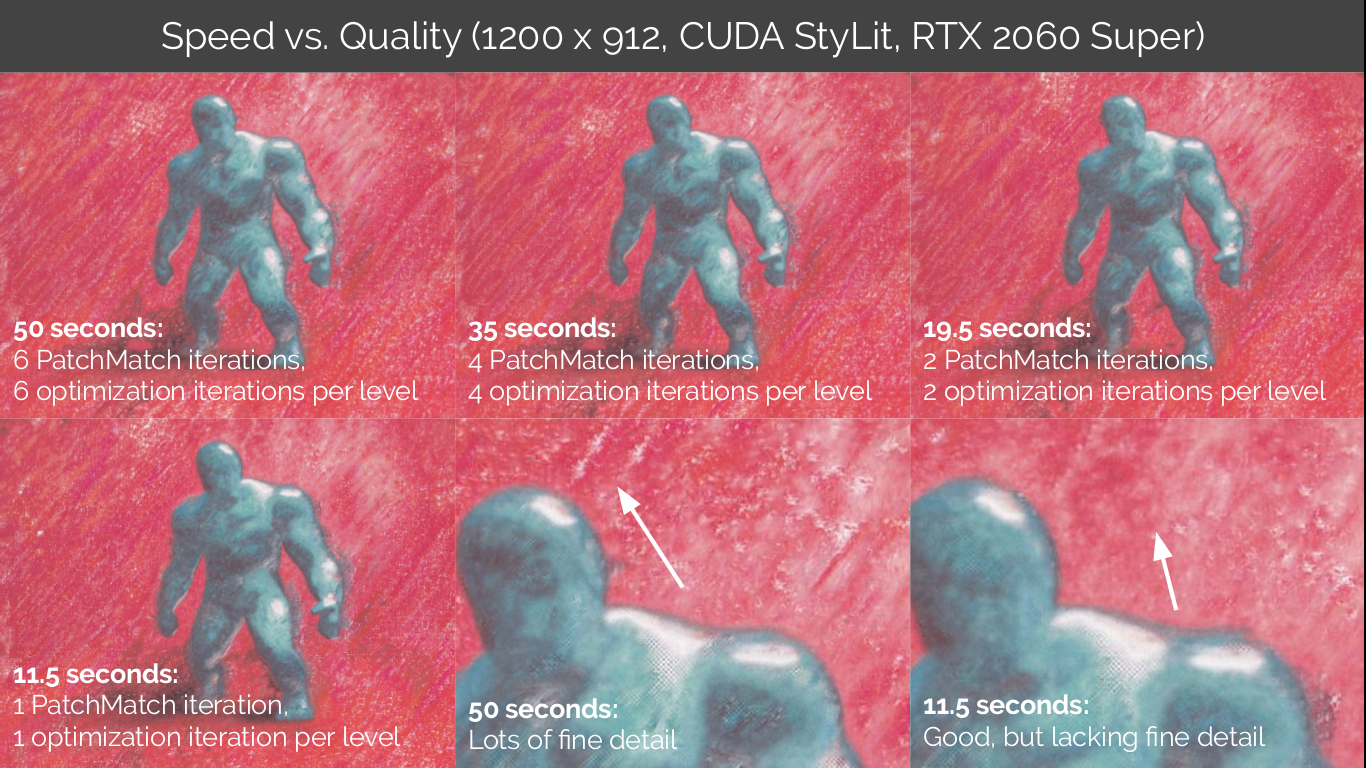 Speed vs. Quality (1200 x 912, CUDA StyLit, RTX 2060 Super)
50 seconds:
6 PatchMatch iterations,
6 optimization iterations per level
35 seconds:
4 PatchMatch iterations,
4 optimization iterations per level
19.5 seconds:
2 PatchMatch iterations,
2 optimization iterations per level
11.5 seconds:
1 PatchMatch iteration,
1 optimization iteration per level
50 seconds:
Lots of fine detail
11.5 seconds:
Good, but lacking fine detail